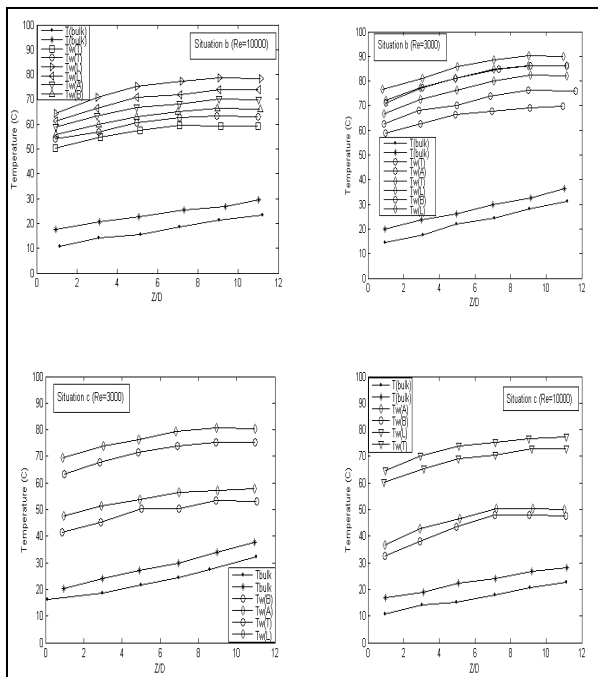 Situation b (Re=10000)
T(bulk)
T(bulk)
Tw(T)
Tw(L)
Tw(B)
Temperature (C)
100
90
80
70
60
50
40
30
20
10
0
0 2 4 6 8 10 12
Z/D
Situation b (Re=3000)
T(bulk)
T(bulk)
Tw(T)
Tw(A)
Tw(T)
Tw(L)
Tw(B)
Tw(L)
Temperature (C)
100
90
80
70
60
50
40
30
20
10
0
0 2 4 6 8 10 12
Z/D
Situation c (Re=3000)
Tbulk
Tbulk
Tw(B)
Tw(A)
Tw(T)
Tw(L)
Temperature (C)
100
90
80
70
60
50
40
30
20
10
0
0 2 4 6 8 10 12
Z/D
Situation c (Re=10000)
T(bulk)
T(bulk)
Tw(A)
Tw(B)
Tw(L)
Tw(T)
Temperature (C)
100
90
80
70
60
50
40
30
20
10
0
0 2 4 6 8 10 12
Z/D